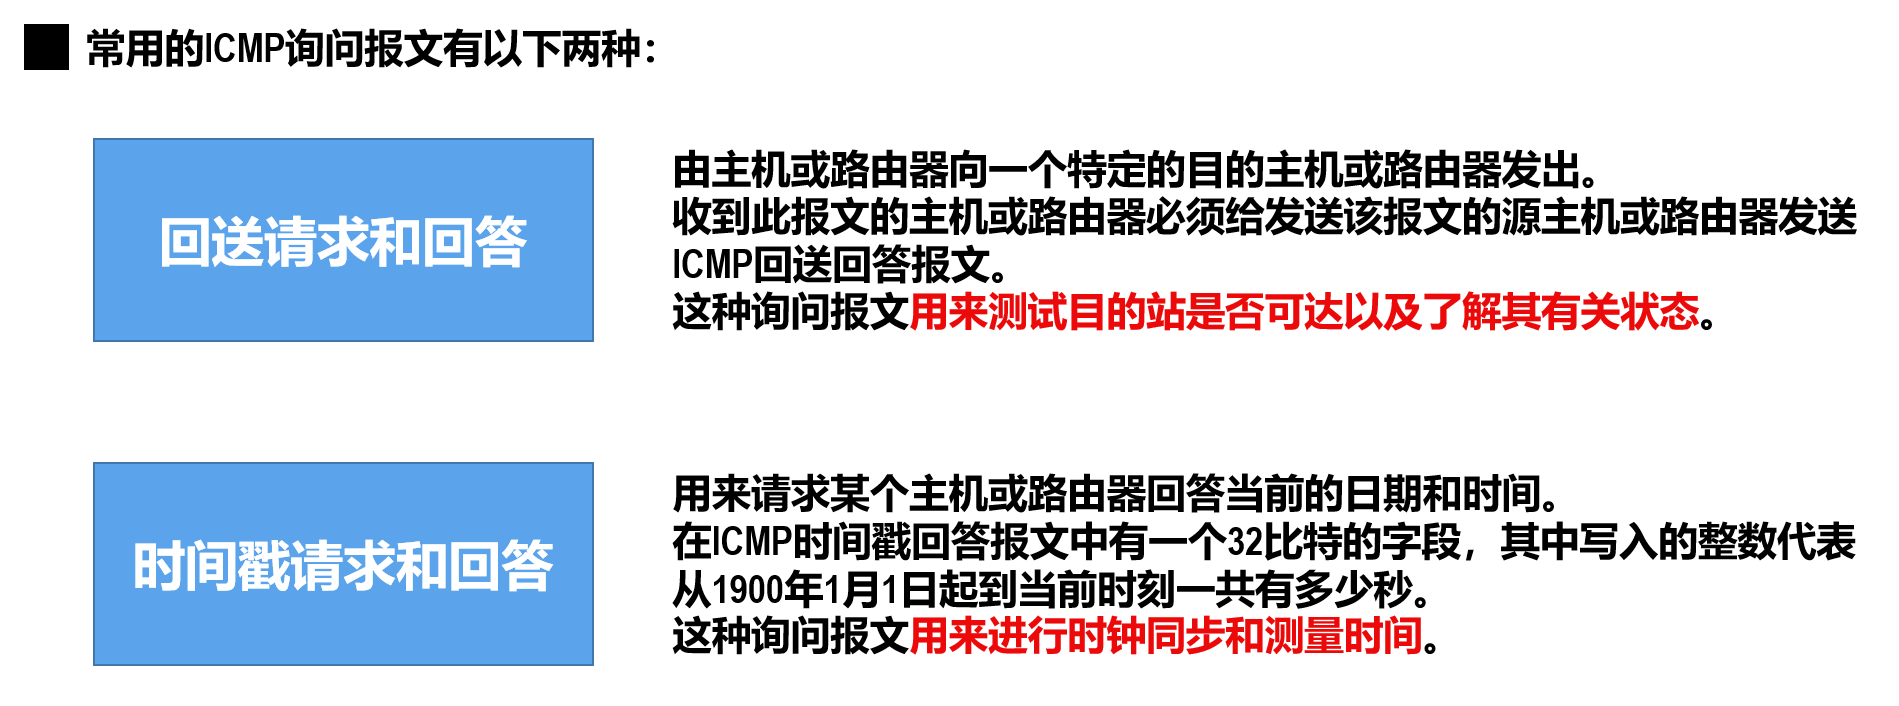 常用的ICMP询问报文有以下两种：
回送请求和回答
由主机或路由器向一个特定的目的主机或路由器发出。
收到此报文的主机或路由器必须给发送该报文的源主机或路由器发送
ICMP回送回答报文。
这种询问报文用来测试目的站是否可达以及了解其有关状态。
时间戳请求和回答
用来请求某个主机或路由器回答当前的日期和时间。
在ICMP时间戳回答报文中有一个32比特的字段，其中写入的整数代表
从1900年1月1日起到当前时刻一共有多少秒。
这种询问报文用来进行时钟同步和测量时间。